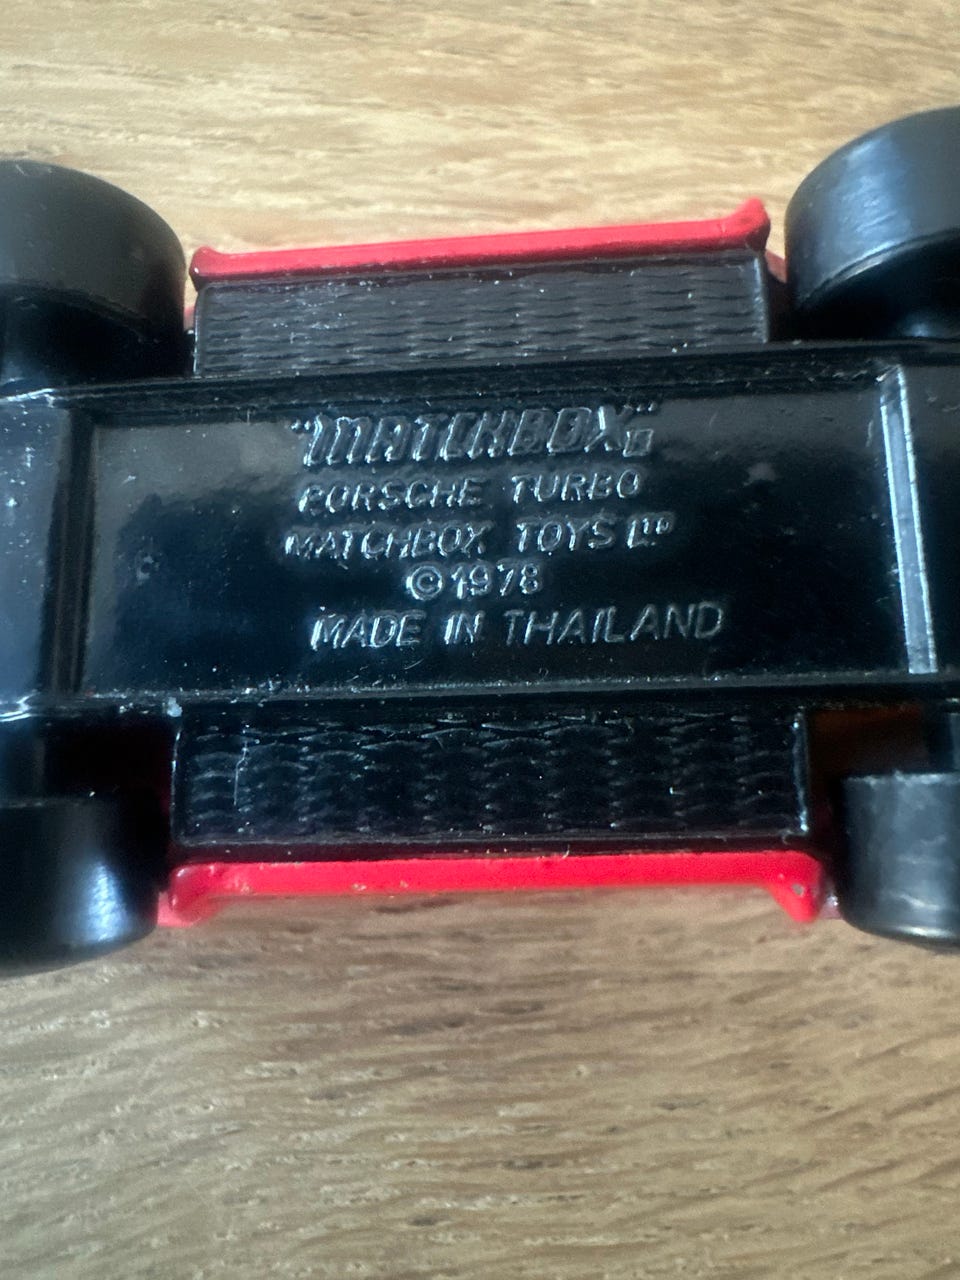 "MATCHBOX"®
PORSCHE TURBO
MATCHBOX TOYS LTD
©1978
MADE IN THAILAND